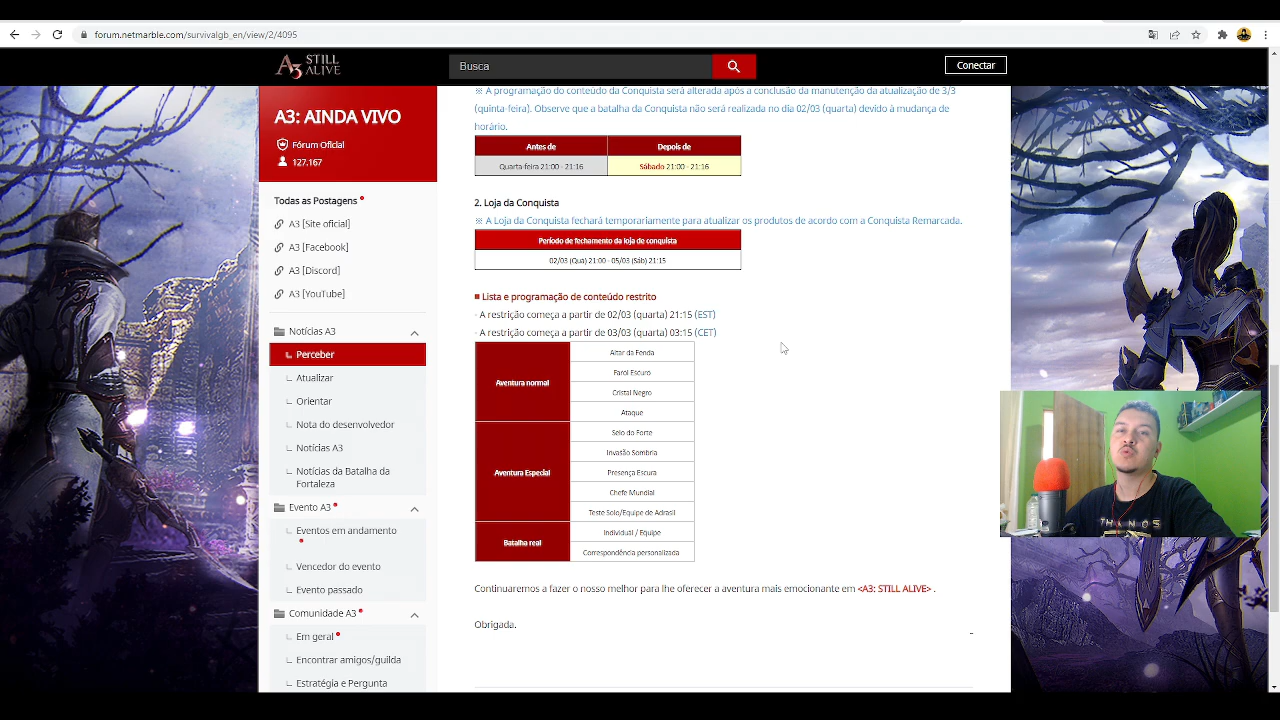 forum.netmarble.com/survivalgb_en/view/2/4095
A3 STILL ALIVE
Busca
Conectar
A3: AINDA VIVO
Fórum Oficial
127.167
Todas as Postagens
A3 [Site oficial]
A3 [Facebook]
A3 [Discord]
A3 [YouTube]
Notícias A3
Perceber
Atualizar
Orientar
Nota do desenvolvedor
Notícias A3
Notícias da Batalha da
Fortaleza
Evento A3
Eventos em andamento
Vencedor do evento
Evento passado
Comunidade A3
Em geral
Encontrar amigos/guilda
Estratégia e Pergunta
※ A programação do conteúdo da Conquista será alterada após a conclusão da manutenção da atualização de 3/3
(quinta-feira). Observe que a batalha da Conquista não será realizada no dia 02/03 (quarta) devido à mudança de
horário.
Antes de Depois de
Quarta-feira 21:00 - 21:16 Sábado 21:00 - 21:16
2. Loja da Conquista
※ A Loja da Conquista fechará temporariamente para atualizar os produtos de acordo com a Conquista Remarcada.
Período de fechamento da loja de conquista
02/03 (Qua) 21:00 - 05/03 (Sáb) 21:15
■ Lista e programação de conteúdo restrito
- A restrição começa a partir de 02/03 (quarta) 21:15 (EST)
- A restrição começa a partir de 03/03 (quarta) 03:15 (CET)
Aventura normal
Altar da Fenda
Farol Escuro
Cristal Negro
Ataque
Aventura Especial
Selo do Forte
Invasão Sombria
Presença Escura
Chefe Mundial
Teste Solo/Equipe de Adrasil
Batalha real
Individual / Equipe
Correspondência personalizada
Continuaremos a fazer o nosso melhor para lhe oferecer a aventura mais emocionante em <A3: STILL ALIVE> .
Obrigada.
THANOS